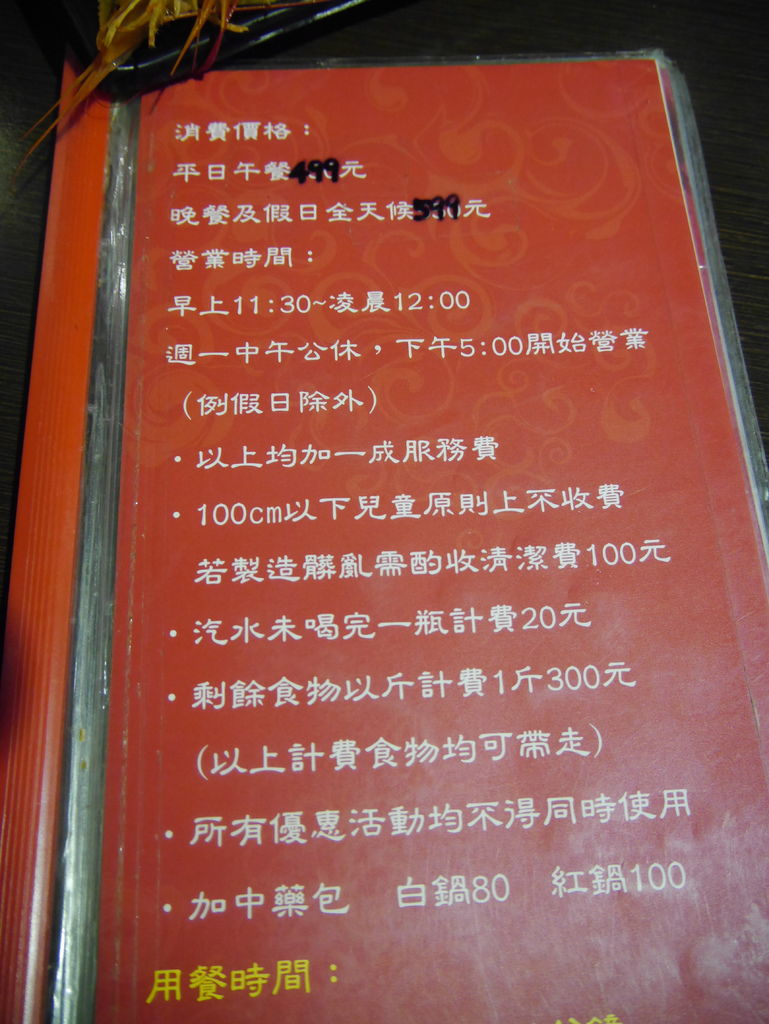 消費價格：
平日午餐499元
晚餐及假日全天候599元
營業時間：
早上11:30~凌晨12:00
週一中午公休，下午5:00開始營業
（例假日除外）
・以上均加一成服務費
・100cm以下兒童原則上不收費
若製造髒亂需酌收清潔費100元
・汽水未喝完一瓶計費20元
・剩餘食物以斤計費1斤300元
（以上計費食物均可帶走）
・所有優惠活動均不得同時使用
・加中藥包 白鍋80 紅鍋100
用餐時間：